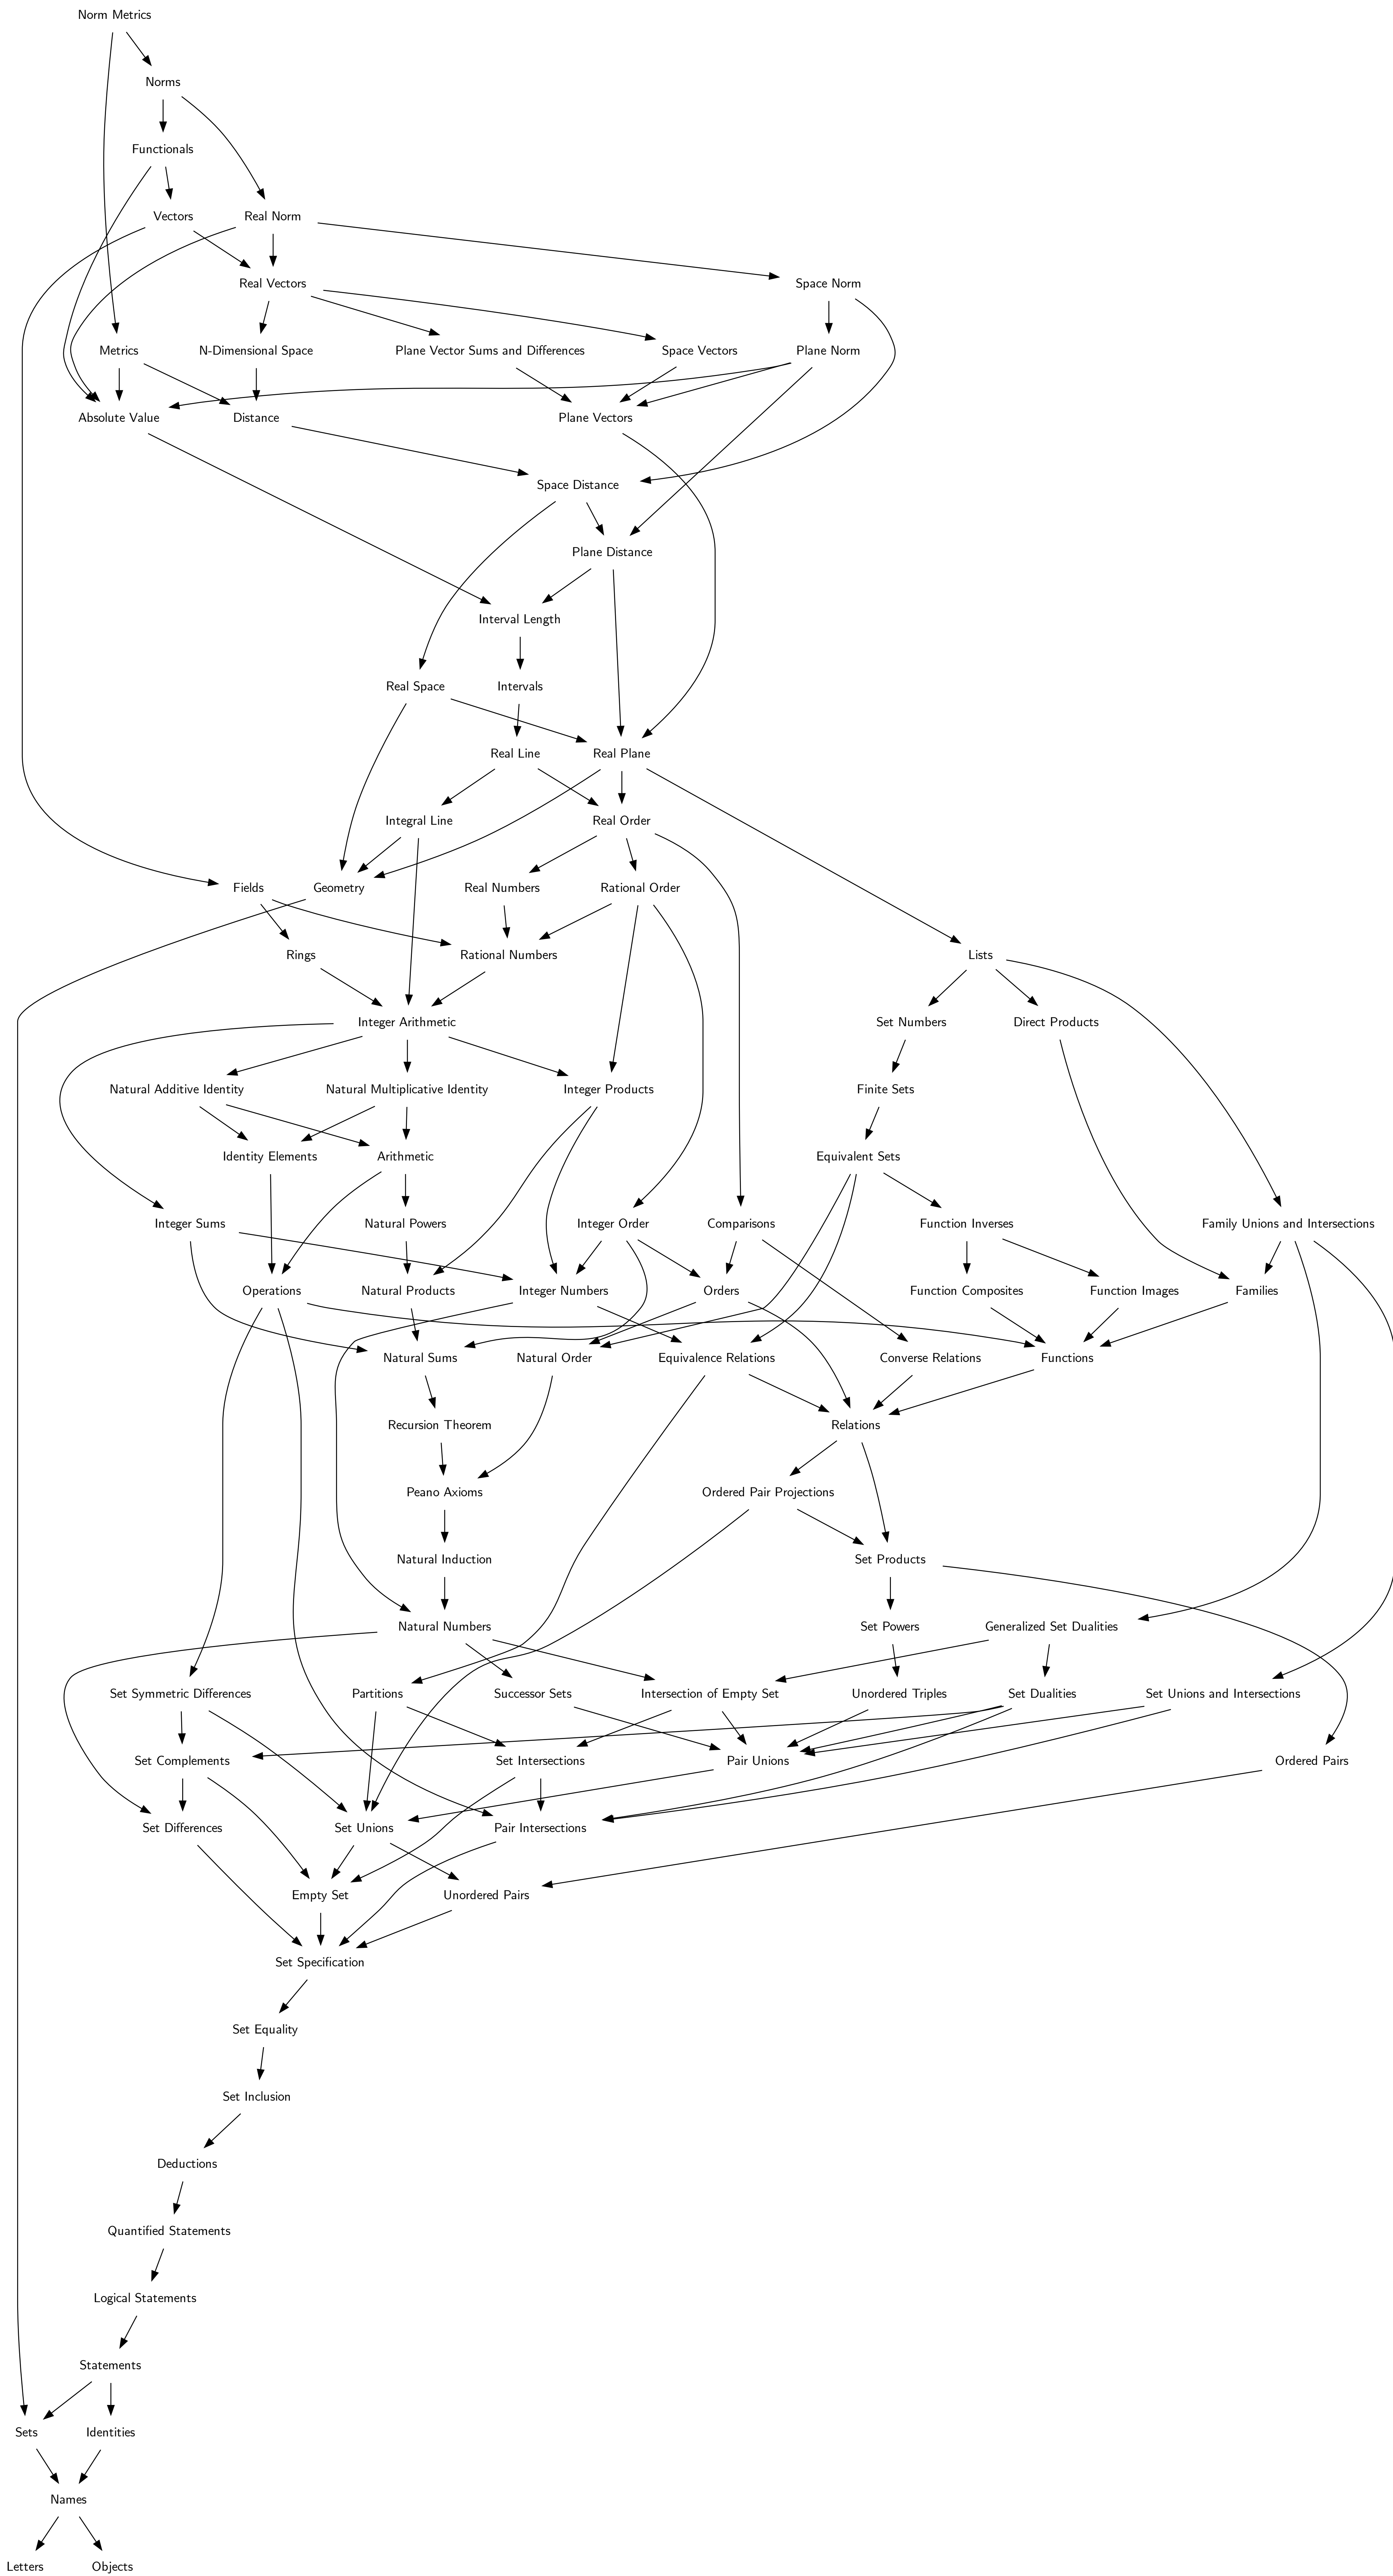 Norm Metrics
Norms
Functionals
Vectors
Real Norm
Real Vectors
Space Norm
Metrics
N-Dimensional Space
Plane Vector Sums and Differences
Space Vectors
Plane Norm
Absolute Value
Distance
Plane Vectors
Space Distance
Plane Distance
Interval Length
Real Space
Intervals
Real Line
Real Plane
Integral Line
Real Order
Fields
Geometry
Real Numbers
Rational Order
Rings
Rational Numbers
Lists
Integer Arithmetic
Set Numbers
Direct Products
Natural Additive Identity
Natural Multiplicative Identity
Integer Products
Finite Sets
Identity Elements
Arithmetic
Equivalent Sets
Integer Sums
Natural Powers
Integer Order
Comparisons
Function Inverses
Family Unions and Intersections
Operations
Natural Products
Integer Numbers
Orders
Function Composites
Function Images
Families
Natural Sums
Natural Order
Equivalence Relations
Converse Relations
Functions
Recursion Theorem
Relations
Peano Axioms
Ordered Pair Projections
Natural Induction
Set Products
Natural Numbers
Set Powers
Generalized Set Dualities
Set Symmetric Differences
Partitions
Successor Sets
Intersection of Empty Set
Unordered Triples
Set Dualities
Set Unions and Intersections
Set Complements
Set Intersections
Pair Unions
Ordered Pairs
Set Differences
Set Unions
Pair Intersections
Empty Set
Unordered Pairs
Set Specification
Set Equality
Set Inclusion
Deductions
Quantified Statements
Logical Statements
Statements
Sets
Identities
Names
Letters
Objects